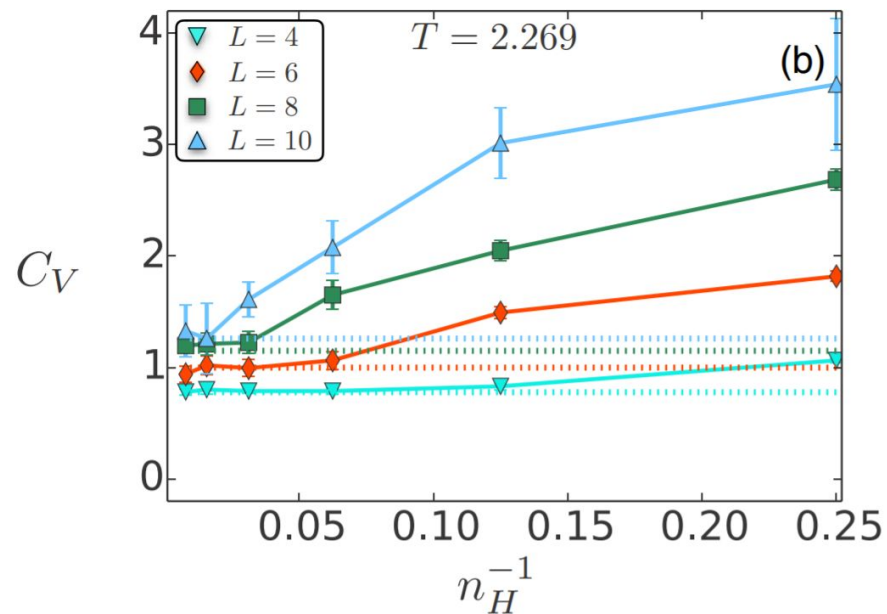 4
3
2
1
0
C_V
L = 4
L = 6
L = 8
L = 10
T = 2.269
(b)
0.05 0.10 0.15 0.20 0.25
n_H^{-1}